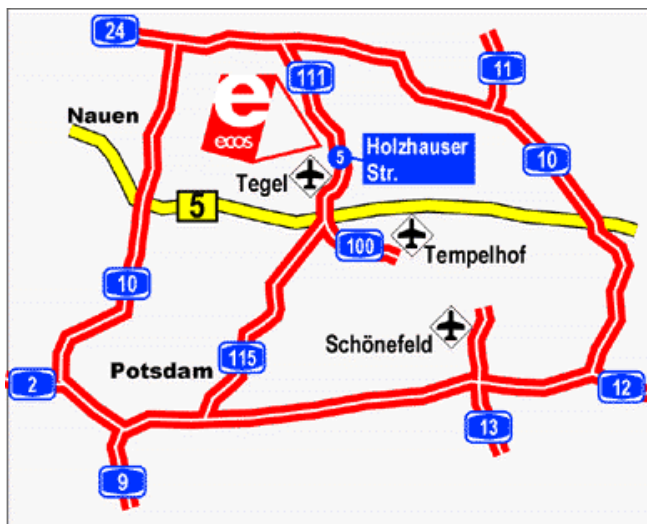 24
111
11
e
ecos
Nauen
5
Holzhauser
Str.
10
Tegel
5
100
Tempelhof
10
Schönefeld
115
Potsdam
2
12
13
9